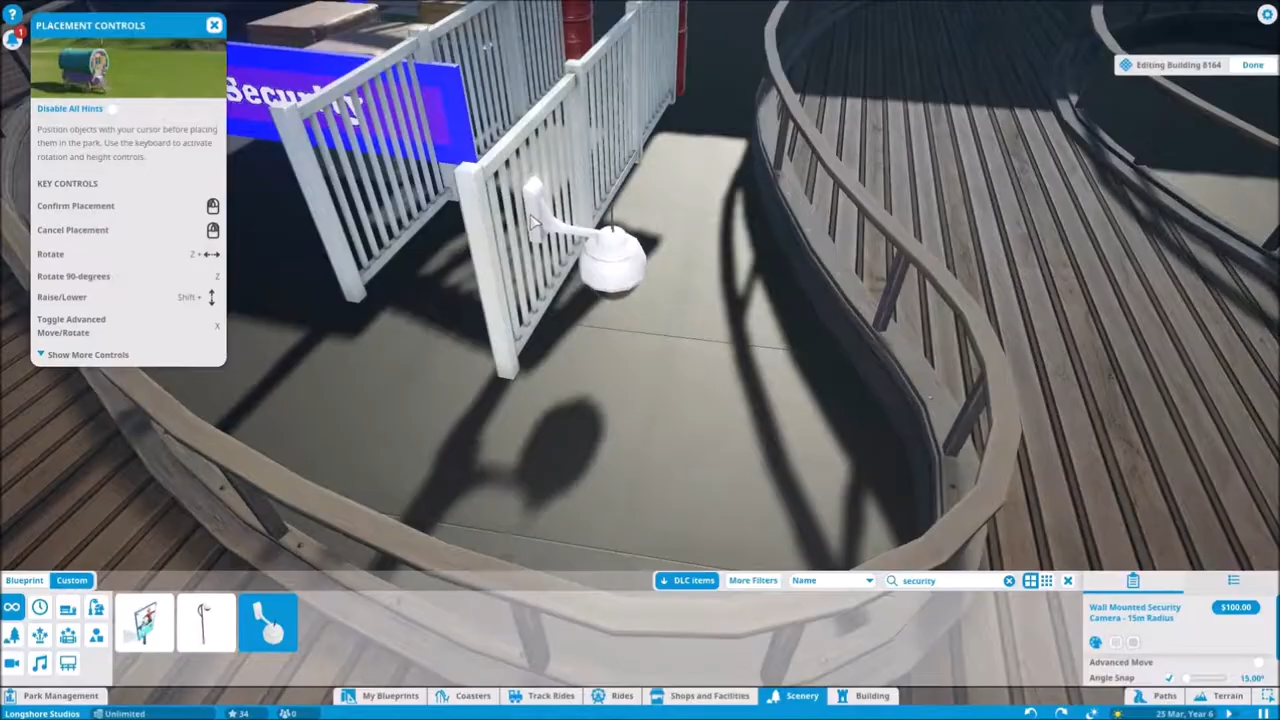 ?
1
PLACEMENT CONTROLS
Disable All Hints
Position objects with your cursor before placing
them in the park. Use the keyboard to activate
rotation and height controls.
KEY CONTROLS
Confirm Placement
Cancel Placement
Rotate Z +
Rotate 90-degrees Z
Raise/Lower Shift +
Toggle Advanced
Move/Rotate X
Show More Controls
Security
Editing Building 8164 Done
Blueprint Custom
DLC items More Filters Name security
Wall Mounted Security
Camera - 15m Radius $100.00
Advanced Move
Angle Snap 15.00°
Park Management My Blueprints Coasters Track Rides Rides Shops and Facilities Scenery Building Paths Terrain
Longshore Studios Unlimited 34 0 25 Mar, Year 6